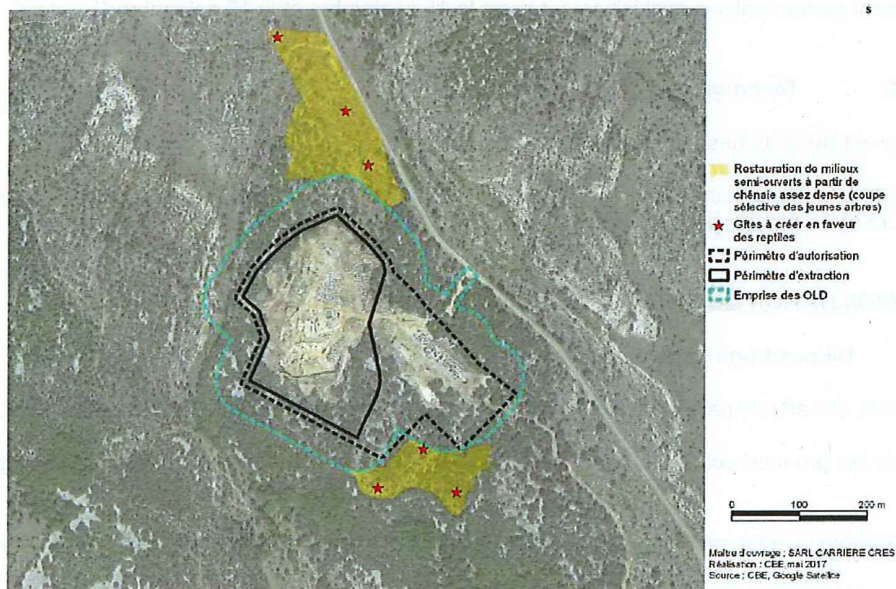 s
Restauration de milieux
semi-ouverts à partir de
chênaie assez dense (coupe
sélective des jeunes arbres)
Gîtes à créer en faveur
des reptiles
Périmètre d'autorisation
Périmètre d'extraction
Emprise des OLD
0 100 200 m
Maître d'ouvrage : SARL CARRIERE CRES
Réalisation : CBE, mai 2017
Source : CBE, Google Satellite